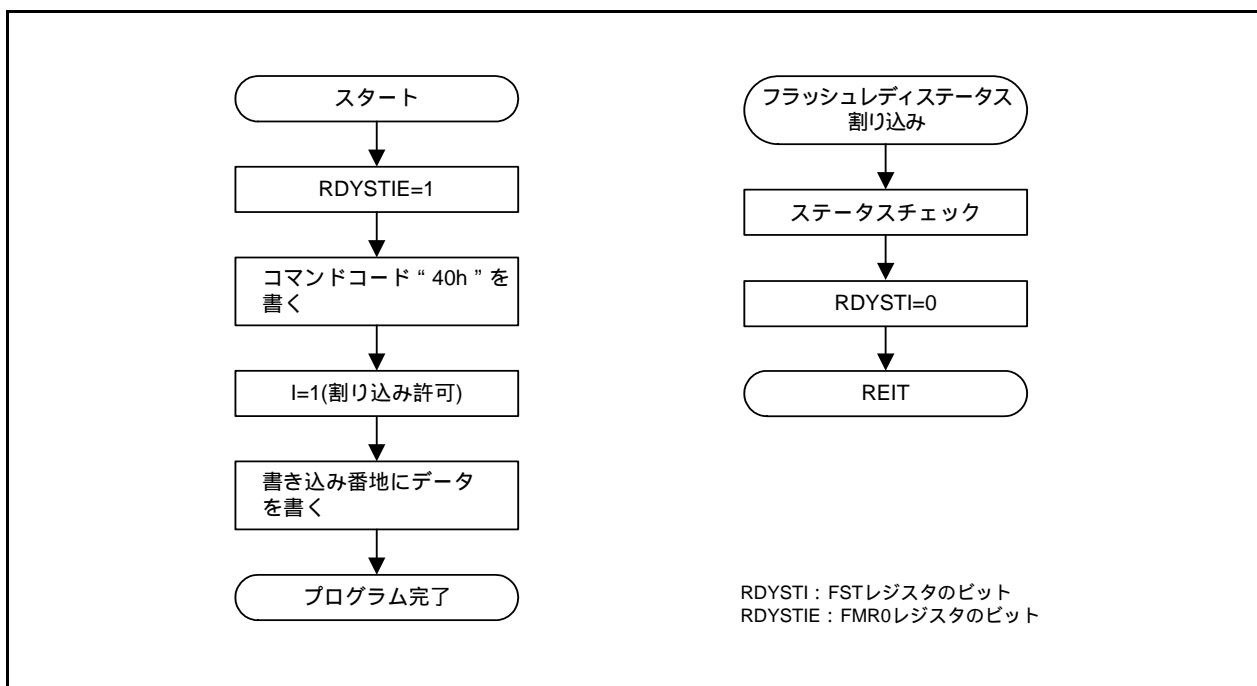 スタート
RDYSTIE=1
コマンドコード“ 40h ”を
書く
I=1(割り込み許可)
書き込み番地にデータ
を書く
プログラム完了
フラッシュレディステータス
割り込み
ステータスチェック
RDYSTI=0
REIT
RDYSTI : FSTレジスタのビット
RDYSTIE : FMR0レジスタのビット